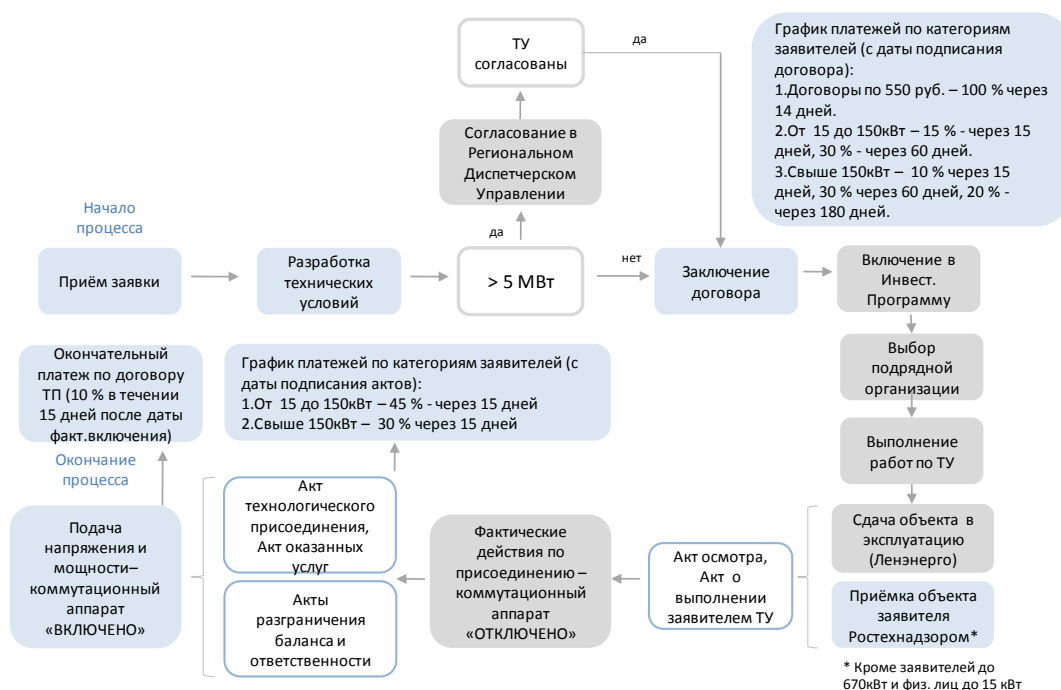 ТУ
согласованы
да
График платежей по категориям
заявителей (с даты подписания
договора):
1.Договоры по 550 руб. – 100 % через
14 дней.
2.От 15 до 150кВт – 15 % - через 15
дней, 30 % - через 60 дней.
3.Свыше 150кВт – 10 % через 15
дней, 30 % через 60 дней, 20 % -
через 180 дней.
Согласование в
Региональном
Диспетчерском
Управлении
Начало
процесса
да
Приём заявки
Разработка
технических
условий
> 5 МВт
нет
Заключение
договора
Включение в
Инвест.
Программу
Окончательный
платеж по договору
ТП (10 % в течении
15 дней после даты
факт.включения)
График платежей по категориям заявителей (с
даты подписания актов):
1.От 15 до 150кВт – 45 % - через 15 дней
2.Свыше 150кВт – 30 % через 15 дней
Выбор
подрядной
организации
Выполнение
работ по ТУ
Окончание
процесса
Подача
напряжения и
мощности–
коммутационный
аппарат
«ВКЛЮЧЕНО»
Акт
технологического
присоединения,
Акт оказанных
услуг
Акты
разграничения
баланса и
ответственности
Фактические
действия по
присоединению –
коммутационный
аппарат
«ОТКЛЮЧЕНО»
Акт осмотра,
Акт о
выполнении
заявителем ТУ
Сдача объекта в
эксплуатацию
(Ленэнерго)
Приёмка объекта
заявителя
Ростехнадзором*
* Кроме заявителей до
670кВт и физ. лиц до 15 кВт